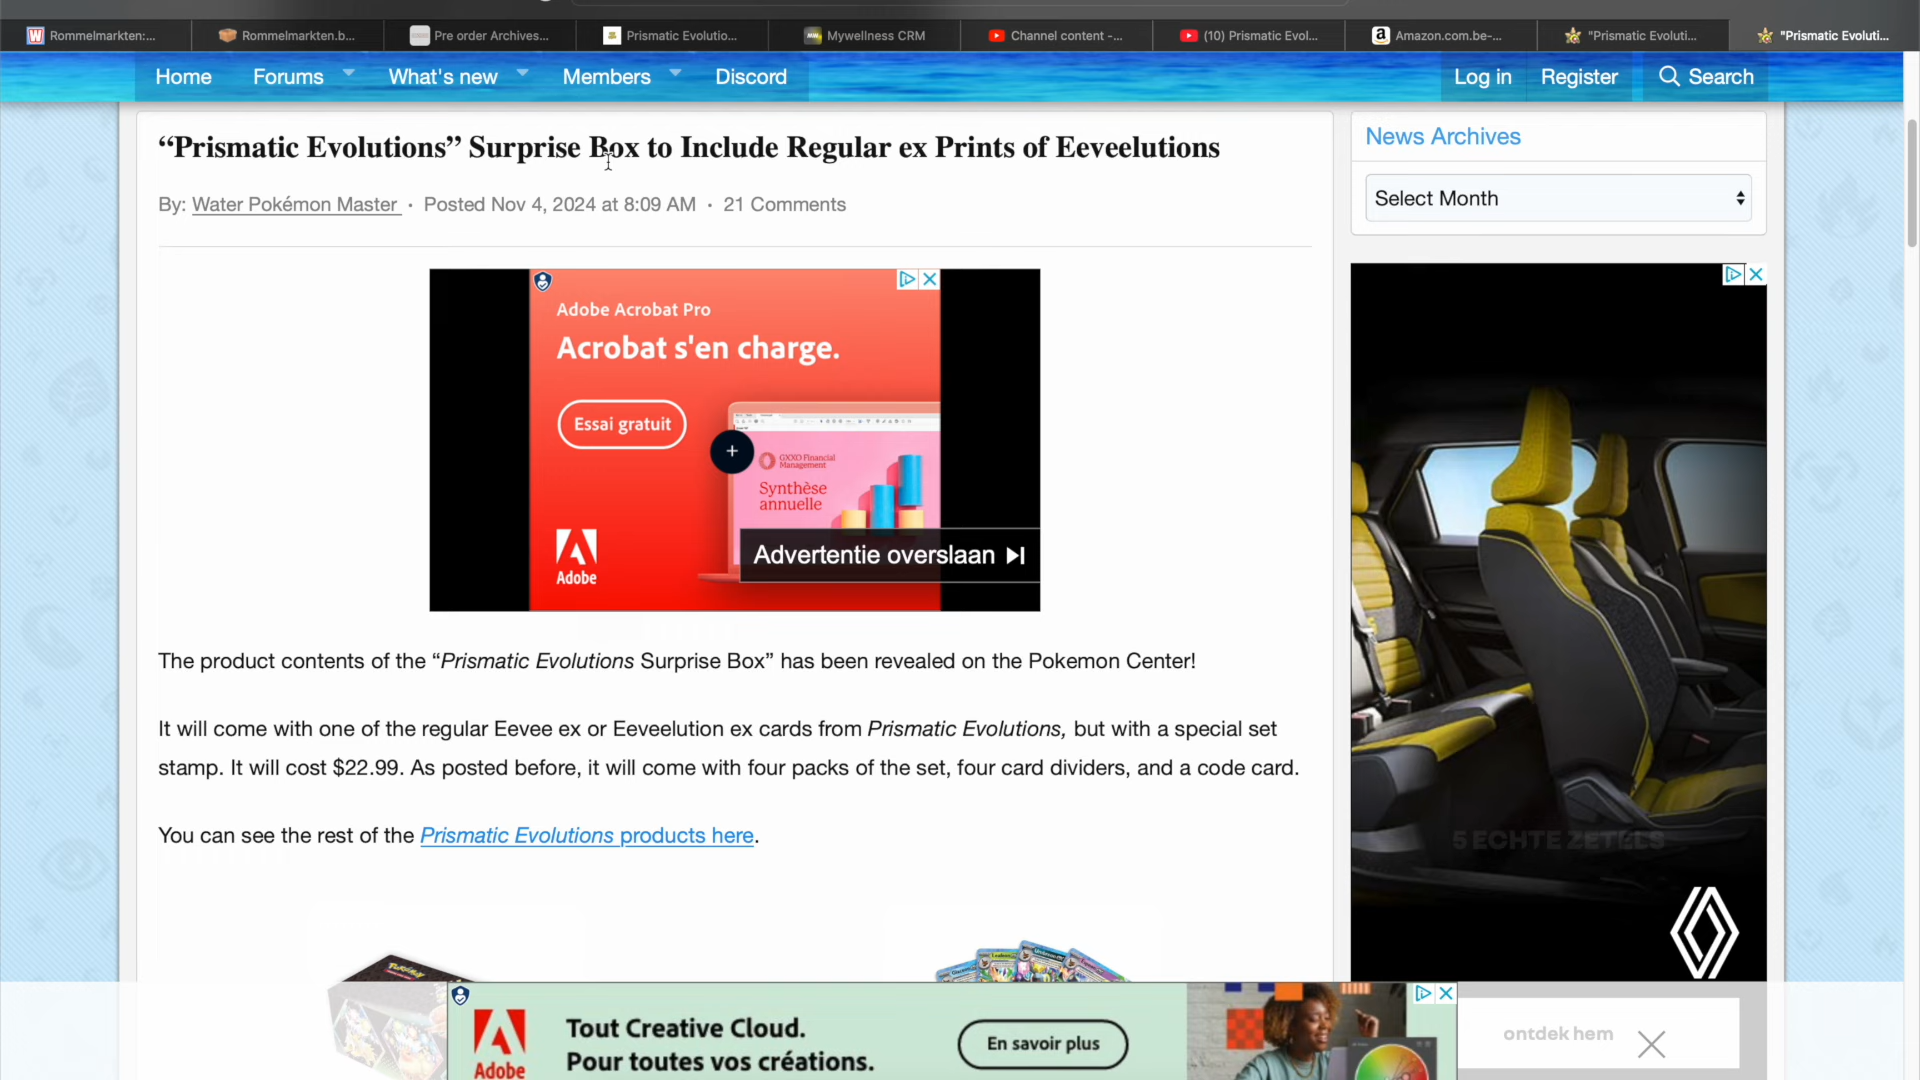 Rommelmarkten:...
Rommelmarkten.b...
Pre order Archives...
Prismatic Evolutio...
Mywellness CRM
Channel content -...
(10) Prismatic Evol...
Amazon.com.be-...
"Prismatic Evoluti...
"Prismatic Evoluti...
Home
Forums
What's new
Members
Discord
Log in
Register
Search
“Prismatic Evolutions” Surprise Box to Include Regular ex Prints of Eeveelutions
By: Water Pokémon Master · Posted Nov 4, 2024 at 8:09 AM · 21 Comments
News Archives
Select Month
Adobe Acrobat Pro
Acrobat s'en charge.
Essai gratuit
GXXO Financial
Management
Synthèse
annuelle
Adobe
Advertentie overslaan
The product contents of the “Prismatic Evolutions Surprise Box” has been revealed on the Pokemon Center!
It will come with one of the regular Eevee ex or Eeveelution ex cards from Prismatic Evolutions, but with a special set
stamp. It will cost $22.99. As posted before, it will come with four packs of the set, four card dividers, and a code card.
You can see the rest of the Prismatic Evolutions products here.
5 ECHTE ZETELS
Adobe
Tout Creative Cloud.
Pour toutes vos créations.
En savoir plus
ontdek hem